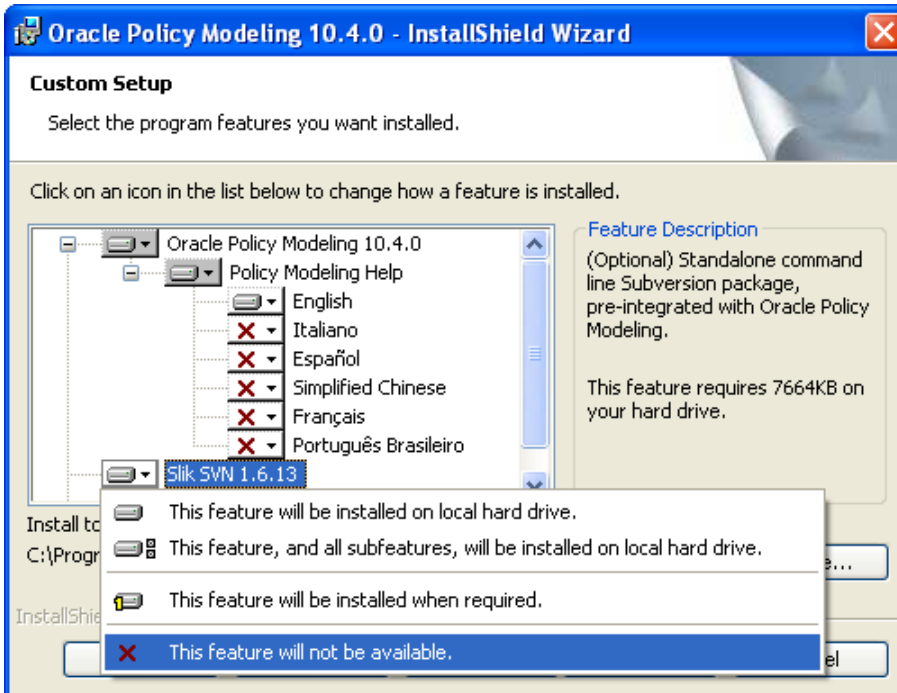 Oracle Policy Modeling 10.4.0 - InstallShield Wizard
Custom Setup
Select the program features you want installed.
Click on an icon in the list below to change how a feature is installed.
Oracle Policy Modeling 10.4.0
Policy Modeling Help
English
Italiano
Español
Simplified Chinese
Français
Português Brasileiro
Slik SVN 1.6.13
Feature Description
(Optional) Standalone command
line Subversion package,
pre-integrated with Oracle Policy
Modeling.
This feature requires 7664KB on
your hard drive.
This feature will be installed on local hard drive.
This feature, and all subfeatures, will be installed on local hard drive.
This feature will be installed when required.
This feature will not be available.
Install to
C:\Progr
InstallShie